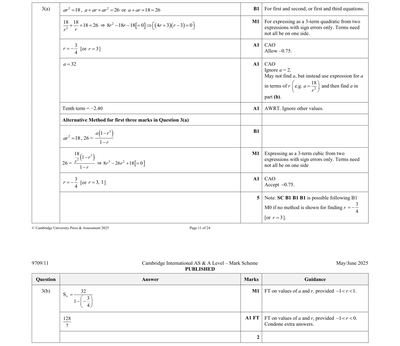 3(a)
ar² = 18, a + ar + ar² = 26 or a + ar = 18 = 26
B1
For first and second, or first and third equations.
18/r² + 18/r + 18 = 26 ⇒ 8r² − 18r − 18[= 0] ⇒ ((4r + 3)(r − 3) = 0)
M1
For expressing as a 3-term quadratic from two expressions with sign errors only. Terms need not all be on one side.
r = −3/4 [or r = 3]
A1
CAO
Allow −0.75.
a = 32
A1
CAO
Ignore a = 2.
May not find a, but instead use expression for a in terms of r (e.g. a = 18/r²) and then find a in part (b).
Tenth term = −2.40
A1
AWRT. Ignore other values.
Alternative Method for first three marks in Question 3(a)
ar² = 18, 26 = a(1 − r³)/1 − r
B1
26 = 18/r²(1 − r³)/1 − r ⇒ 8r³ − 26r² + 18[= 0]
M1
Expressing as a 3-term cubic from two expressions with sign errors only. Terms need not all be on one side
r = −3/4 [or r = 3, 1]
A1
CAO
Accept −0.75.
5
Note: SC B1 B1 B1 is possible following B1 M0 if no method is shown for finding r = −3/4 [or r = 3].
© Cambridge University Press & Assessment 2025
Page 11 of 24
9709/11
Cambridge International AS & A Level – Mark Scheme
PUBLISHED
May/June 2025
Question
Answer
Marks
Guidance
3(b)
S∞ = 32/1 − (−3/4)
M1
FT on values of a and r, provided −1 < r < 1.
128/7
A1 FT
FT on values of a and r, provided −1 < r < 0.
Condone extra answers.
2